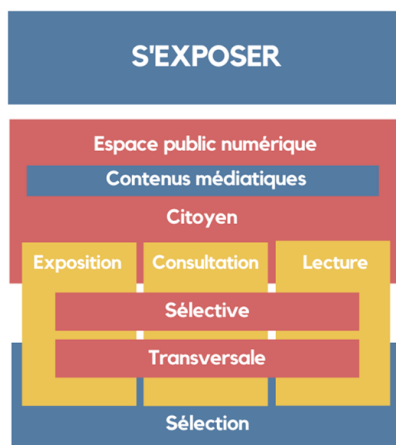 S'EXPOSER
Espace public numérique
Contenus médiatiques
Citoyen
Exposition Consultation Lecture
Sélective
Transversale
Sélection